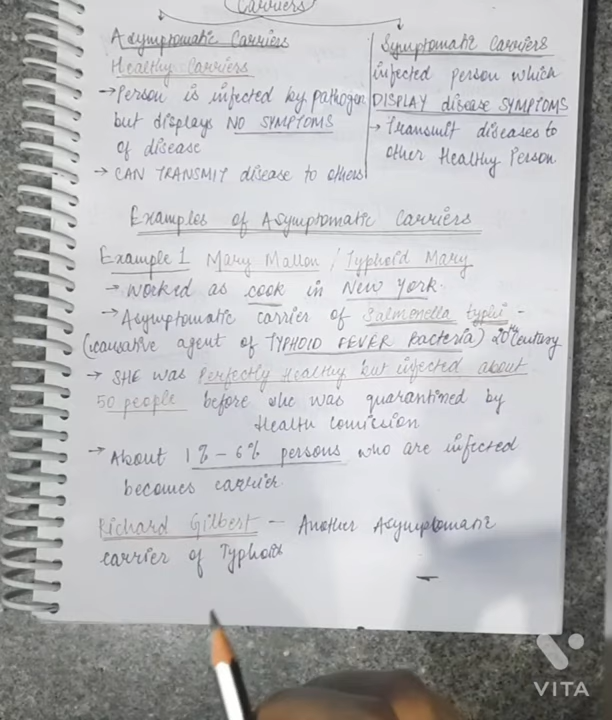 Carriers
Asymptomatic Carriers
Healthy Carriers
→ Person is infected by pathogen
but displays NO SYMPTOMS
of disease
→ CAN TRANSMIT disease to others
Symptomatic Carriers
infected person which
DISPLAY disease SYMPTOMS
→ Transmit diseases to
other Healthy Person
Examples of Asymptomatic Carriers
Example 1 Mary Mallon / Typhoid Mary
→ Worked as cook in New York.
→ Asymptomatic carrier of Salmonella typhi -
(causative agent of TYPHOID FEVER Bacteria) 20th century
→ SHE was Perfectly Healthy but infected about
50 people before she was quarantined by
Health comission
→ About 1% - 6% persons who are infected
becomes carrier.
Richard Gilbert - Another Asymptomatic
carrier of Typhoid
VITA